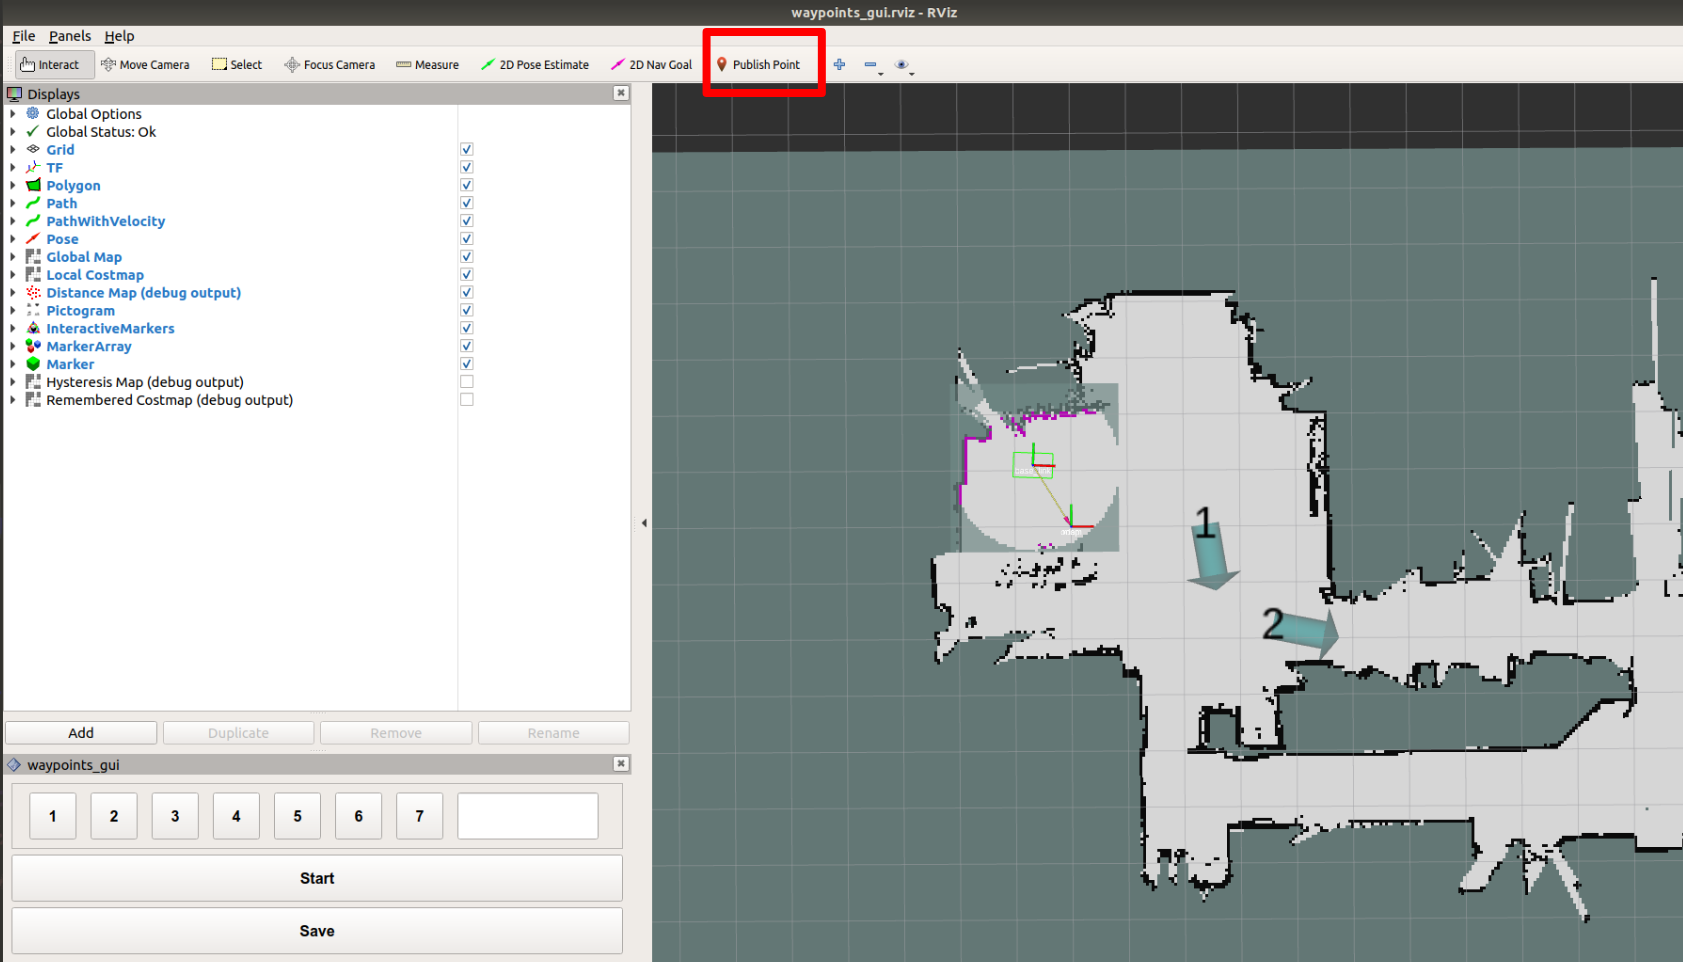 waypoints_gui.rviz - RViz
File Panels Help
Interact Move Camera Select Focus Camera Measure 2D Pose Estimate 2D Nav Goal Publish Point
Displays
Global Options
Global Status: Ok
Grid
TF
Polygon
Path
PathWithVelocity
Pose
Global Map
Local Costmap
Distance Map (debug output)
Pictogram
InteractiveMarkers
MarkerArray
Marker
Hysteresis Map (debug output)
Remembered Costmap (debug output)
Add Duplicate Remove Rename
waypoints_gui
1 2 3 4 5 6 7
Start
Save
1
2